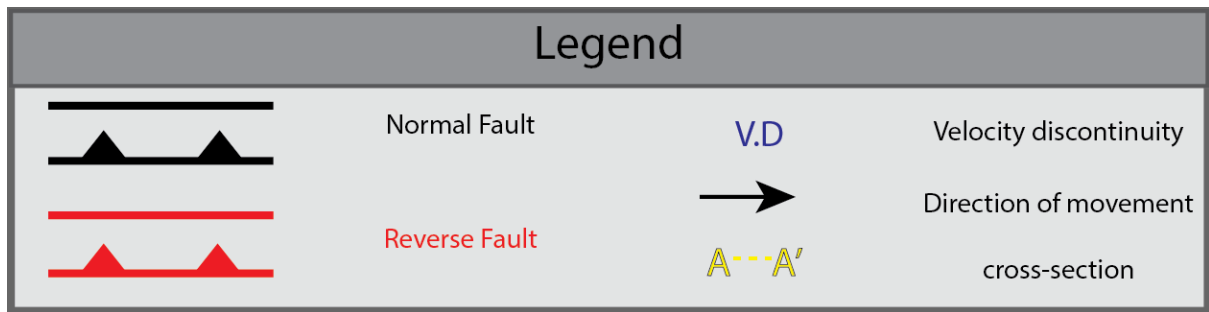 Legend
Normal Fault
V.D
Velocity discontinuity
Direction of movement
Reverse Fault
A---A'
cross-section